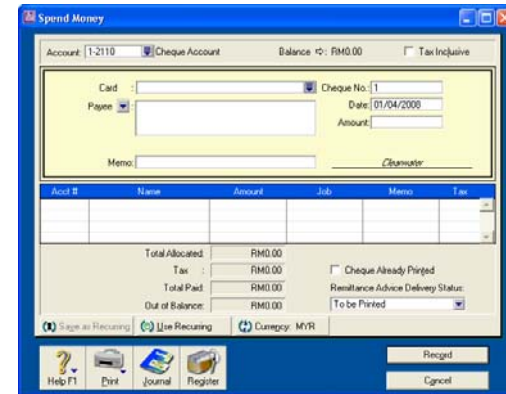 Spend Money
Account: 1-2110 Cheque Account Balance ➪: RM0.00 Tax Inclusive
Card : Cheque No.: 1
Payee : Date: 01/04/2008
Amount:
Memo: Clearwater
Acct # Name Amount Job Memo Tax
Total Allocated: RM0.00
Tax : RM0.00 Cheque Already Printed
Total Paid: RM0.00 Remittance Advice Delivery Status:
Out of Balance: RM0.00 To be Printed
Save as Recurring Use Recurring Currency: MYR
Help F1 Print Journal Register Record
Cancel